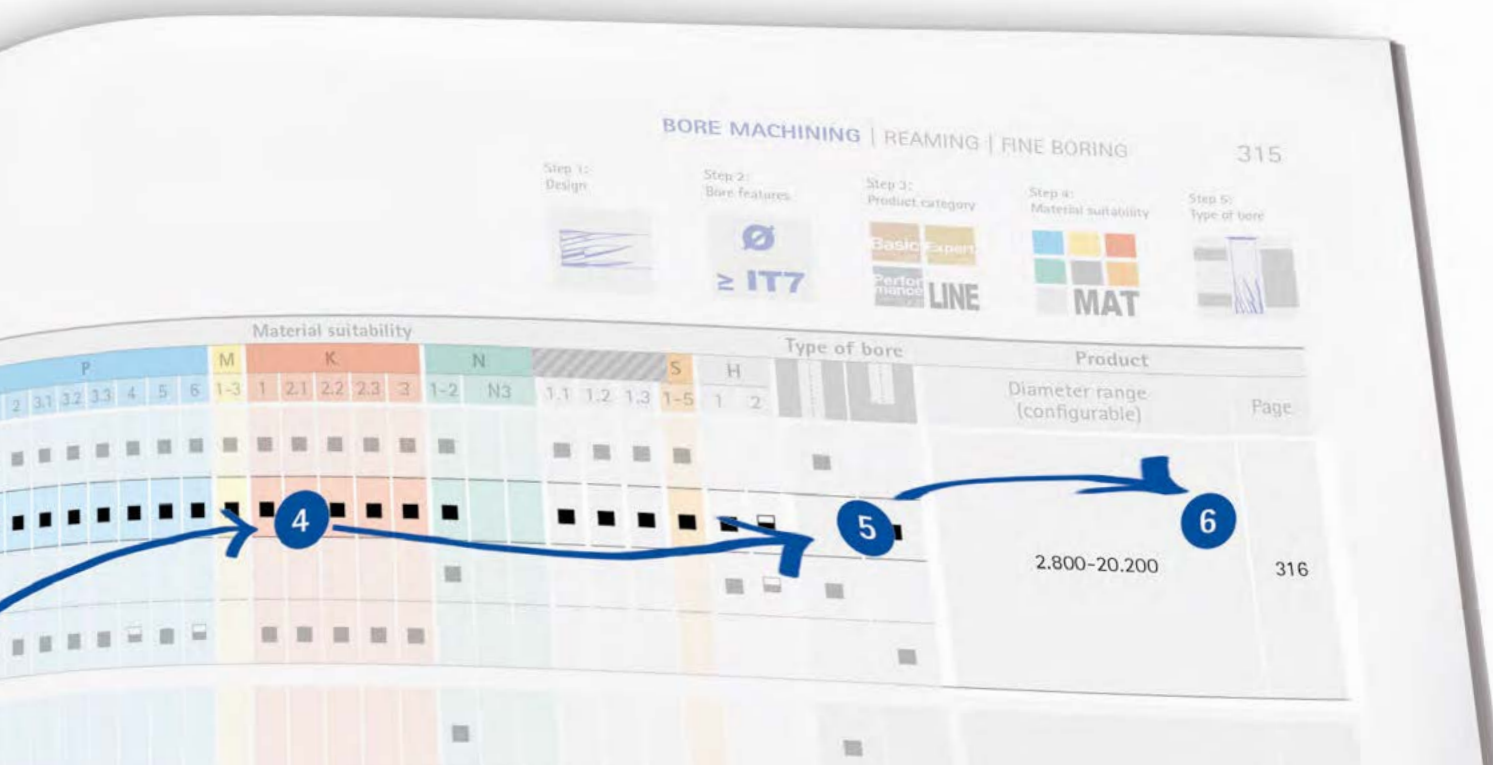 BORE MACHINING | REAMING | FINE BORING 315
Step 1:
Design
Step 2:
Bore features
Ø
≥ IT7
Step 3:
Product category
Basic Expert
Perfor
mance LINE
Step 4:
Material suitability
MAT
Step 5:
Type of bore
Material suitability Type of bore Product
P M K N S H
2 3.1 3.2 3.3 4 5 6 1-3 1 2.1 2.2 2.3 3 1-2 N3 1.1 1.2 1.3 1-5 1 2
Diameter range
(configurable)
Page
4 5 6
2.800-20.200 316